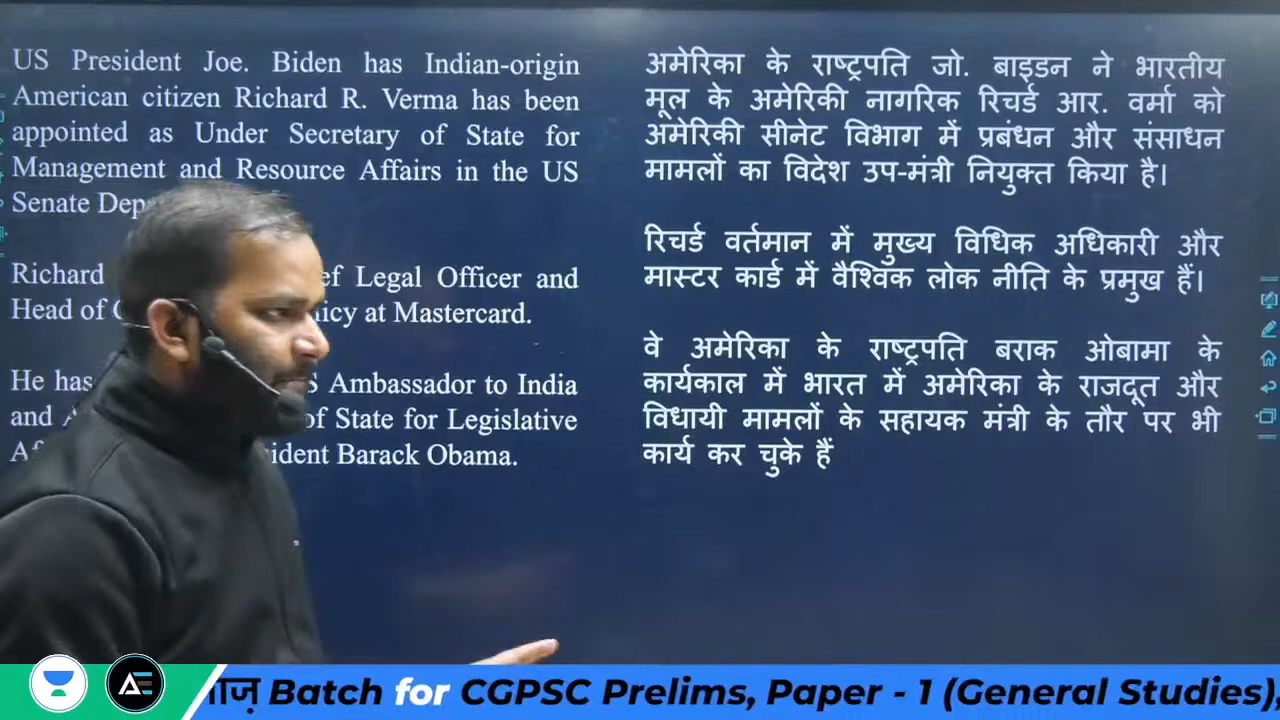 US President Joe. Biden has Indian-origin
American citizen Richard R. Verma has been
appointed as Under Secretary of State for
Management and Resource Affairs in the US
Senate
Richard Legal Officer and
Head of at Mastercard.
He has Ambassador to India
and of State for Legislative
Barack Obama.
अमेरिका के राष्ट्रपति जो. बाइडन ने भारतीय
मूल के अमेरिकी नागरिक रिचर्ड आर. वर्मा को
अमेरिकी सीनेट विभाग में प्रबंधन और संसाधन
मामलों का विदेश उप-मंत्री नियुक्त किया है।
रिचर्ड वर्तमान में मुख्य विधिक अधिकारी और
मास्टर कार्ड में वैश्विक लोक नीति के प्रमुख हैं।
वे अमेरिका के राष्ट्रपति बराक ओबामा के
कार्यकाल में भारत में अमेरिका के राजदूत और
विधायी मामलों के सहायक मंत्री के तौर पर भी
कार्य कर चुके हैं
Batch for CGPSC Prelims, Paper - 1 (General Studies),